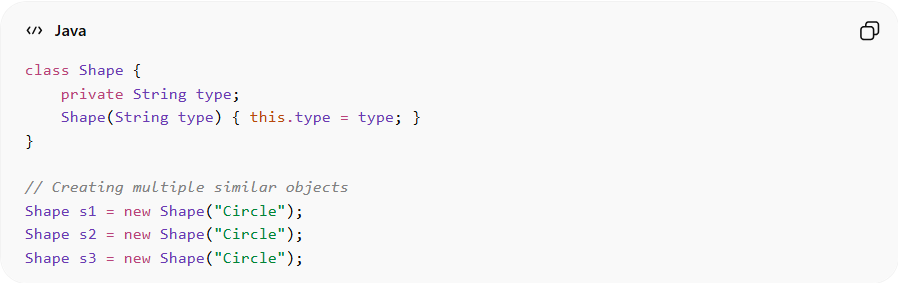 </> Java
class Shape {
    private String type;
    Shape(String type) { this.type = type; }
}

// Creating multiple similar objects
Shape s1 = new Shape("Circle");
Shape s2 = new Shape("Circle");
Shape s3 = new Shape("Circle");